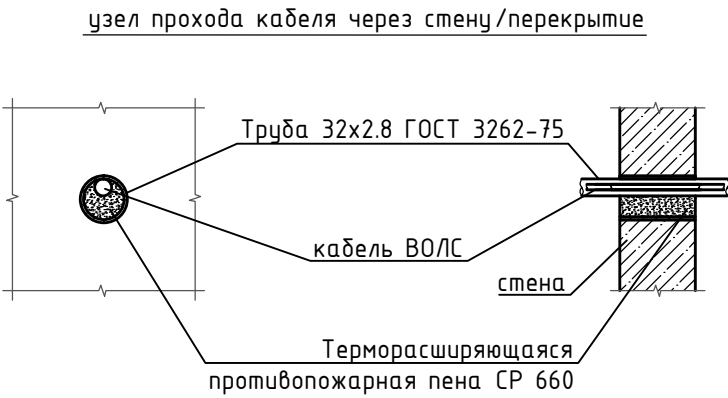 узел прохода кабеля через стену/перекрытие
Труба 32х2.8 ГОСТ 3262-75
кабель ВОЛС
стена
Терморасширяющаяся
противопожарная пена СР 660